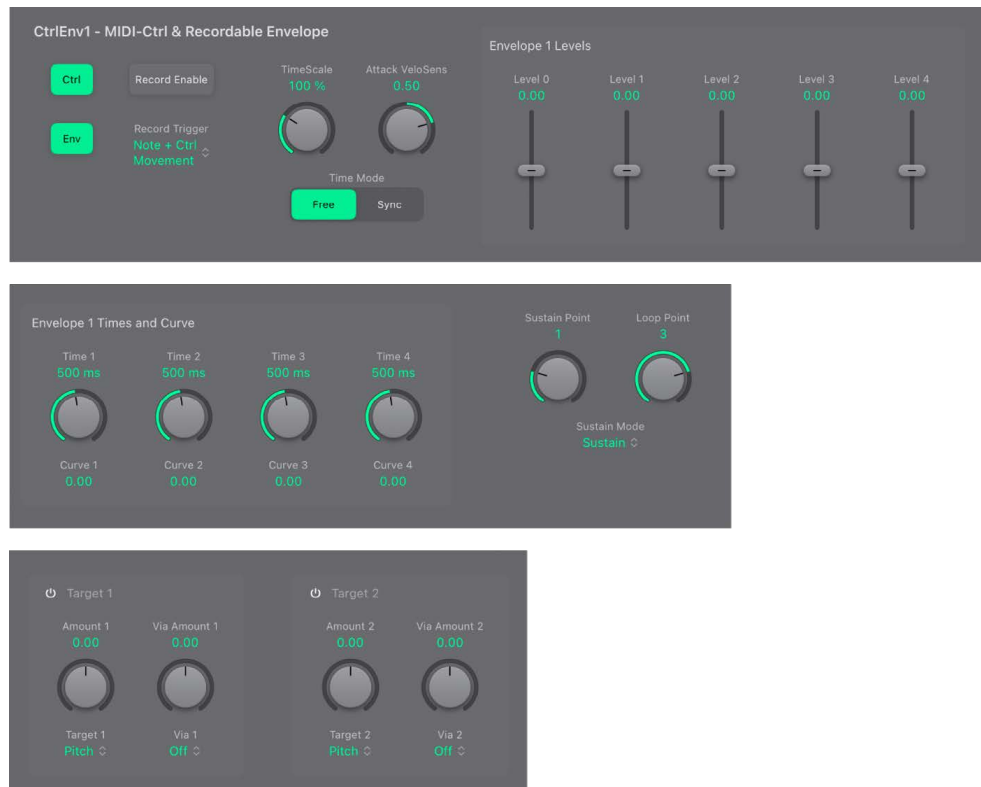 CtrlEnv1 - MIDI-Ctrl & Recordable Envelope
Ctrl
Record Enable
TimeScale
100 %
Attack VeloSens
0.50
Env
Record Trigger
Note + Ctrl
Movement
Time Mode
Free
Sync
Envelope 1 Levels
Level 0
0.00
Level 1
0.00
Level 2
0.00
Level 3
0.00
Level 4
0.00
Envelope 1 Times and Curve
Time 1
500 ms
Time 2
500 ms
Time 3
500 ms
Time 4
500 ms
Curve 1
0.00
Curve 2
0.00
Curve 3
0.00
Curve 4
0.00
Sustain Point
1
Loop Point
3
Sustain Mode
Sustain
Target 1
Amount 1
0.00
Via Amount 1
0.00
Target 1
Pitch
Via 1
Off
Target 2
Amount 2
0.00
Via Amount 2
0.00
Target 2
Pitch
Via 2
Off